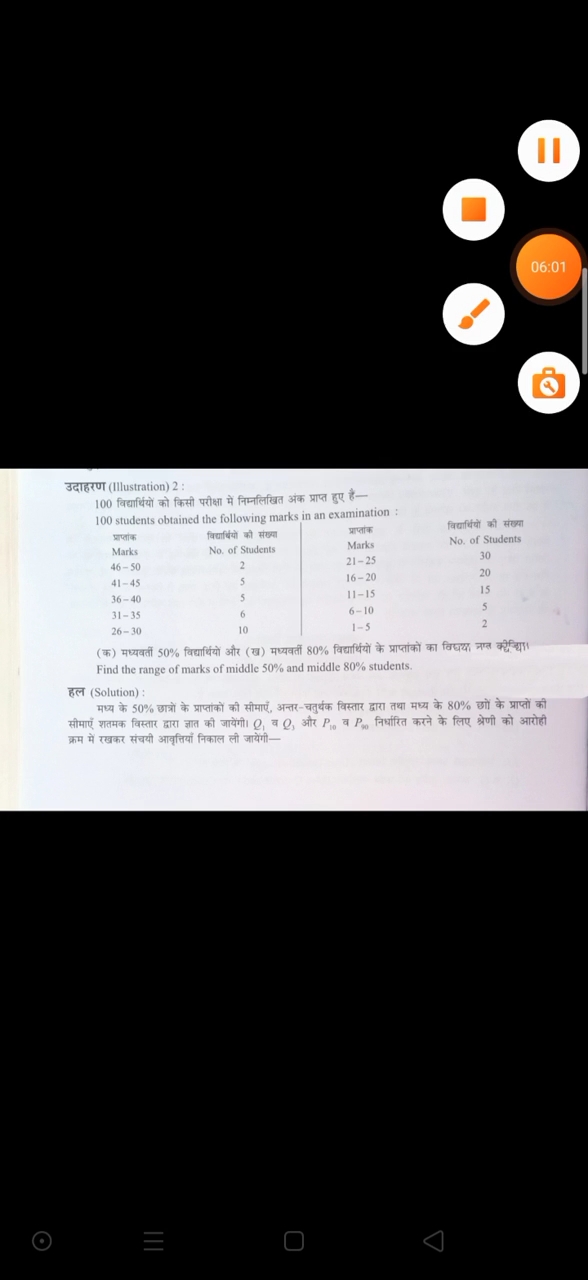 06:01
उदाहरण (Illustration) 2 :
100 विद्यार्थियों को किसी परीक्षा में निम्नलिखित अंक प्राप्त हुए है—
100 students obtained the following marks in an examination :
प्राप्तांक विद्यार्थियों की संख्या प्राप्तांक विद्यार्थियों की संख्या
Marks No. of Students Marks No. of Students
46–50 2 21–25 30
41–45 5 16–20 20
36–40 5 11–15 15
31–35 6 6–10 5
26–30 10 1–5 2
(क) मध्यवर्ती 50% विद्यार्थियों और (ख) मध्यवर्ती 80% विद्यार्थियों के प्राप्तांकों का
Find the range of marks of middle 50% and middle 80% students.
हल (Solution) :
मध्य के 50% छात्रों के प्राप्तांकों की सीमाएँ, अन्तर-चतुर्थक विस्तार द्वारा तथा मध्य के 80% के की
सीमाएँ शतमक विस्तार द्वारा ज्ञात की जायेगी। Q₁ व Q₃ और P₁₀ व P₉₀ निर्धारित करने के लिए श्रेणी को आरोही
क्रम में रखकर संचयी आवृत्तियाँ निकाल ली जायेंगी—